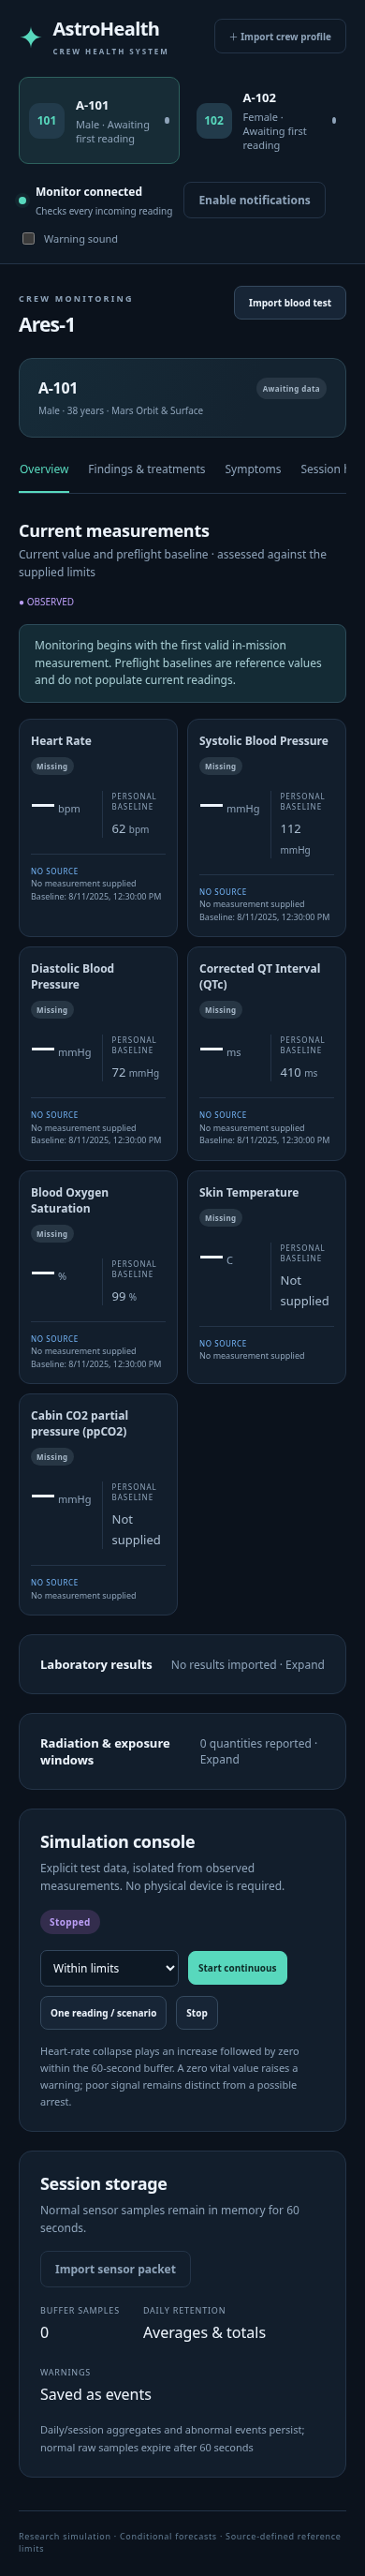 AstroHealth
CREW HEALTH SYSTEM
+ Import crew profile
101
A-101
Male · Awaiting
first reading
102
A-102
Female ·
Awaiting first
reading
Monitor connected
Checks every incoming reading
Enable notifications
Warning sound
CREW MONITORING
Ares-1
Import blood test
A-101
Awaiting data
Male · 38 years · Mars Orbit & Surface
Overview Findings & treatments Symptoms Session h
Current measurements
Current value and preflight baseline · assessed against the
supplied limits
● OBSERVED
Monitoring begins with the first valid in-mission
measurement. Preflight baselines are reference values
and do not populate current readings.
Heart Rate
Missing
— bpm
PERSONAL
BASELINE
62 bpm
NO SOURCE
No measurement supplied
Baseline: 8/11/2025, 12:30:00 PM
Systolic Blood Pressure
Missing
— mmHg
PERSONAL
BASELINE
112
mmHg
NO SOURCE
No measurement supplied
Baseline: 8/11/2025, 12:30:00 PM
Diastolic Blood
Pressure
Missing
— mmHg
PERSONAL
BASELINE
72 mmHg
NO SOURCE
No measurement supplied
Baseline: 8/11/2025, 12:30:00 PM
Corrected QT Interval
(QTc)
Missing
— ms
PERSONAL
BASELINE
410 ms
NO SOURCE
No measurement supplied
Baseline: 8/11/2025, 12:30:00 PM
Blood Oxygen
Saturation
Missing
— %
PERSONAL
BASELINE
99 %
NO SOURCE
No measurement supplied
Baseline: 8/11/2025, 12:30:00 PM
Skin Temperature
Missing
— C
PERSONAL
BASELINE
Not
supplied
NO SOURCE
No measurement supplied
Cabin CO2 partial
pressure (ppCO2)
Missing
— mmHg
PERSONAL
BASELINE
Not
supplied
NO SOURCE
No measurement supplied
Laboratory results No results imported · Expand
Radiation & exposure
windows
0 quantities reported ·
Expand
Simulation console
Explicit test data, isolated from observed
measurements. No physical device is required.
Stopped
Within limits
Start continuous
One reading / scenario
Stop
Heart-rate collapse plays an increase followed by zero
within the 60-second buffer. A zero vital value raises a
warning; poor signal remains distinct from a possible
arrest.
Session storage
Normal sensor samples remain in memory for 60
seconds.
Import sensor packet
BUFFER SAMPLES
0
DAILY RETENTION
Averages & totals
WARNINGS
Saved as events
Daily/session aggregates and abnormal events persist;
normal raw samples expire after 60 seconds
Research simulation · Conditional forecasts · Source-defined reference
limits